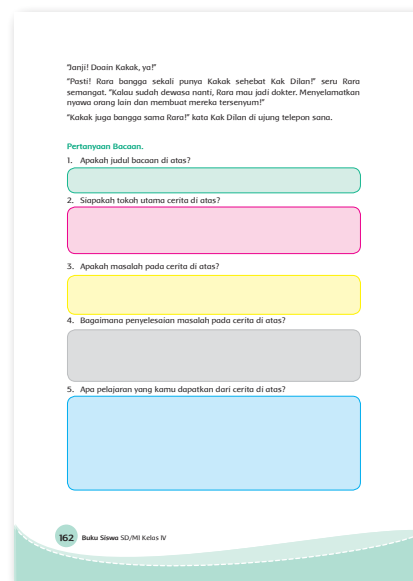 "Janji! Doain Kakak, ya!"
"Pasti! Rara bangga sekali punya Kakak sehebat Kak Dilan!" seru Rara
semangat. "Kalau sudah dewasa nanti, Rara mau jadi dokter. Menyelamatkan
nyawa orang lain dan membuat mereka tersenyum!"
"Kakak juga bangga sama Rara!" kata Kak Dilan di ujung telepon sana.
Pertanyaan Bacaan.
1. Apakah judul bacaan di atas?
2. Siapakah tokoh utama cerita di atas?
3. Apakah masalah pada cerita di atas?
4. Bagaimana penyelesaian masalah pada cerita di atas?
5. Apa pelajaran yang kamu dapatkan dari cerita di atas?
162 Buku Siswa SD/MI Kelas IV